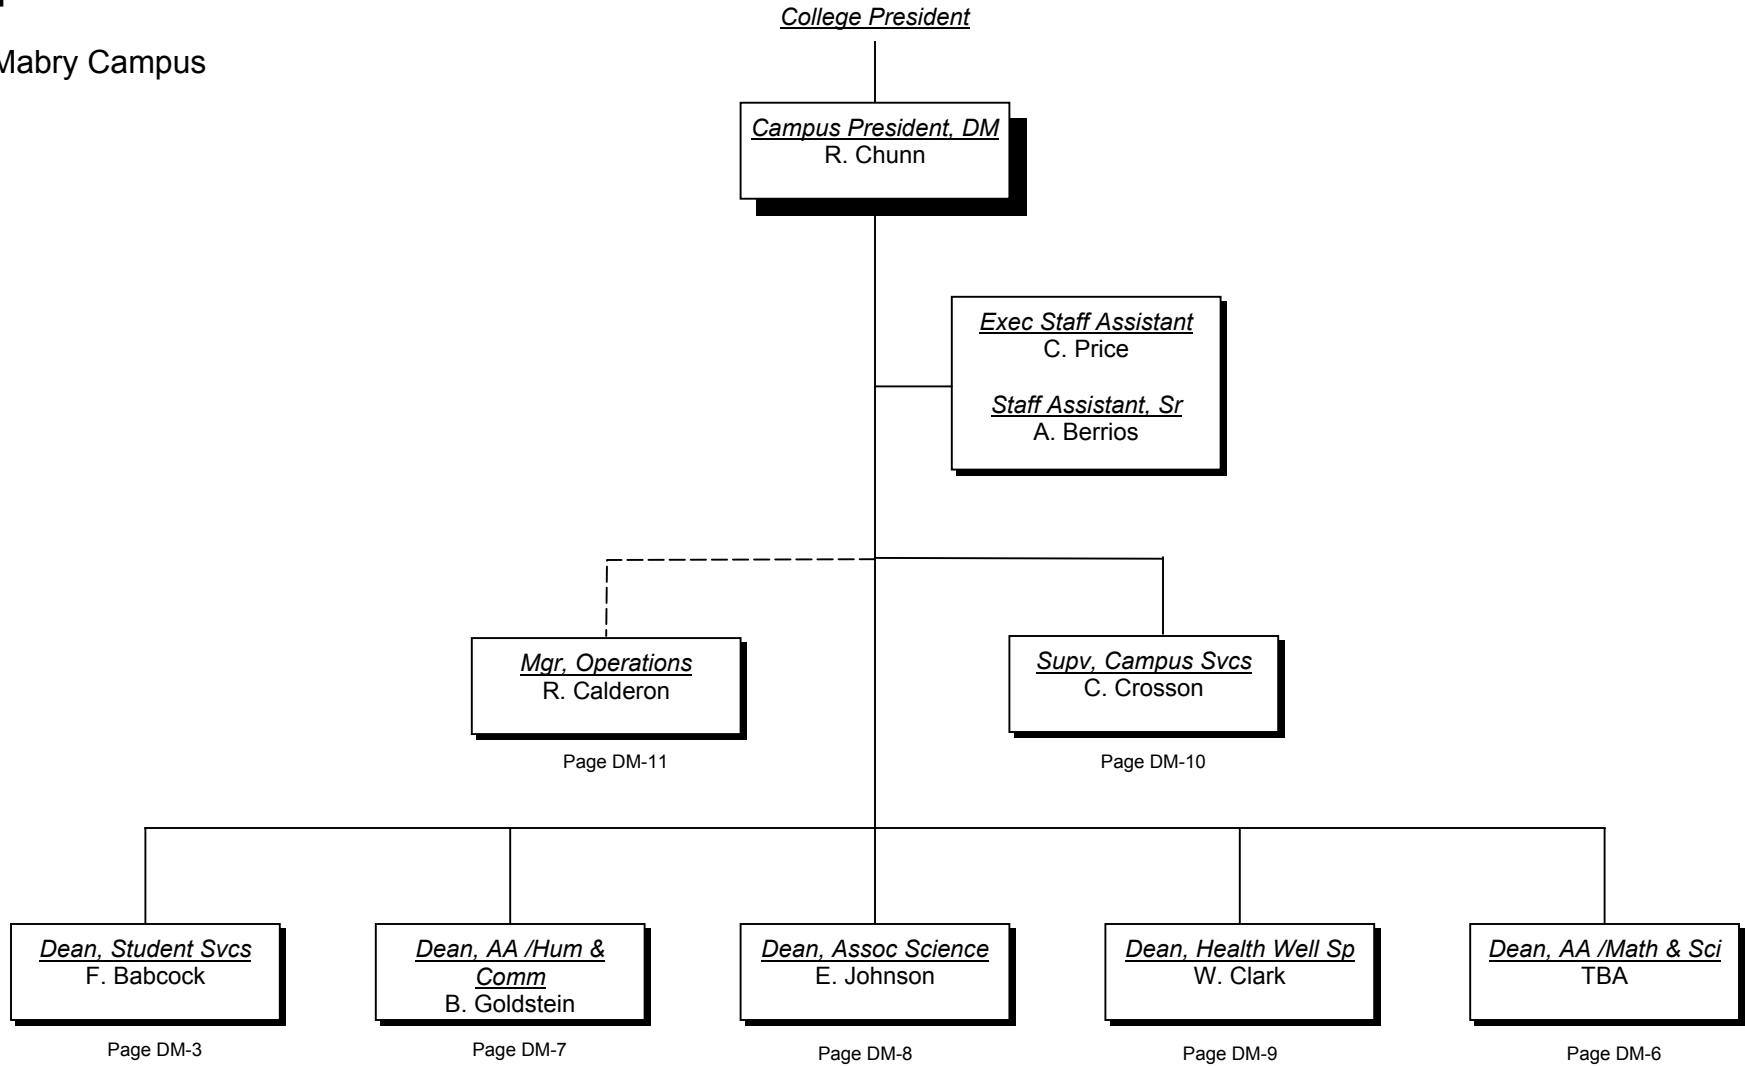 College President
Mabry Campus
Campus President, DM
R. Chunn
Exec Staff Assistant
C. Price
Staff Assistant, Sr
A. Berrios
Mgr, Operations
R. Calderon
Page DM-11
Supv, Campus Svcs
C. Crosson
Page DM-10
Dean, Student Svcs
F. Babcock
Page DM-3
Dean, AA /Hum &
Comm
B. Goldstein
Page DM-7
Dean, Assoc Science
E. Johnson
Page DM-8
Dean, Health Well Sp
W. Clark
Page DM-9
Dean, AA /Math & Sci
TBA
Page DM-6